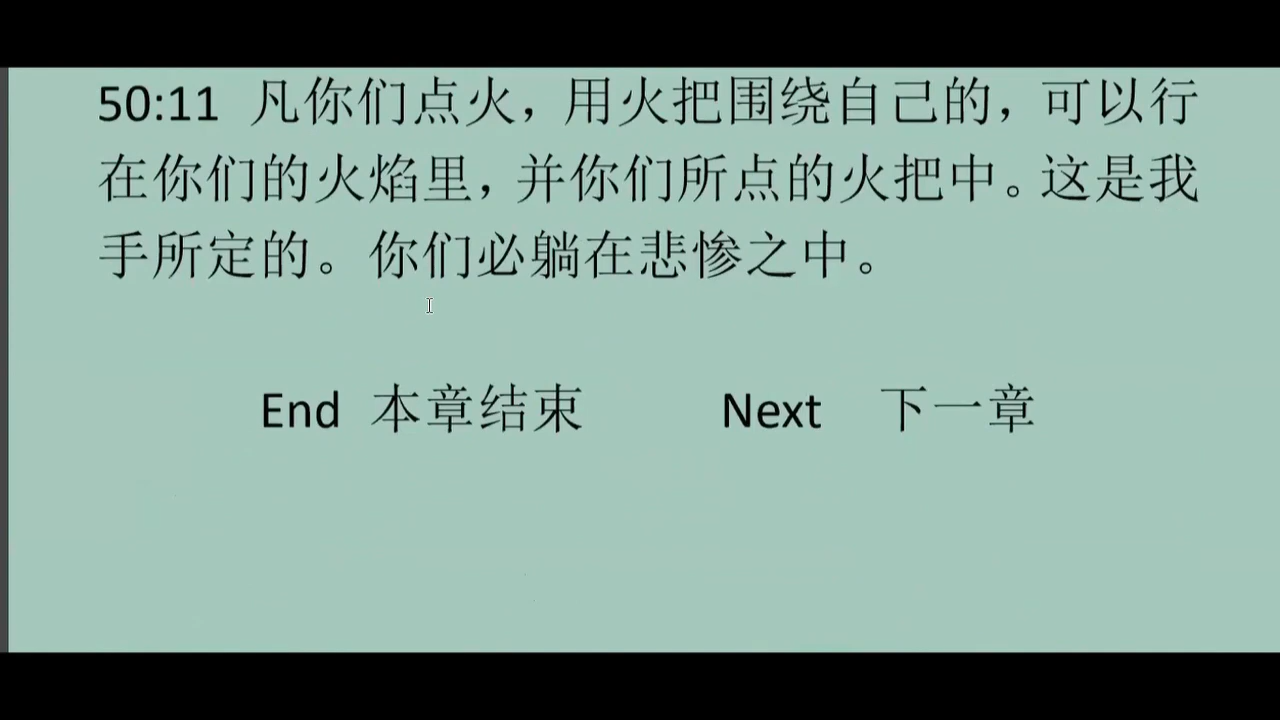 50:11 凡你们点火，用火把围绕自己的，可以行
在你们的火焰里，并你们所点的火把中。这是我
手所定的。你们必躺在悲惨之中。
End 本章结束 Next 下一章